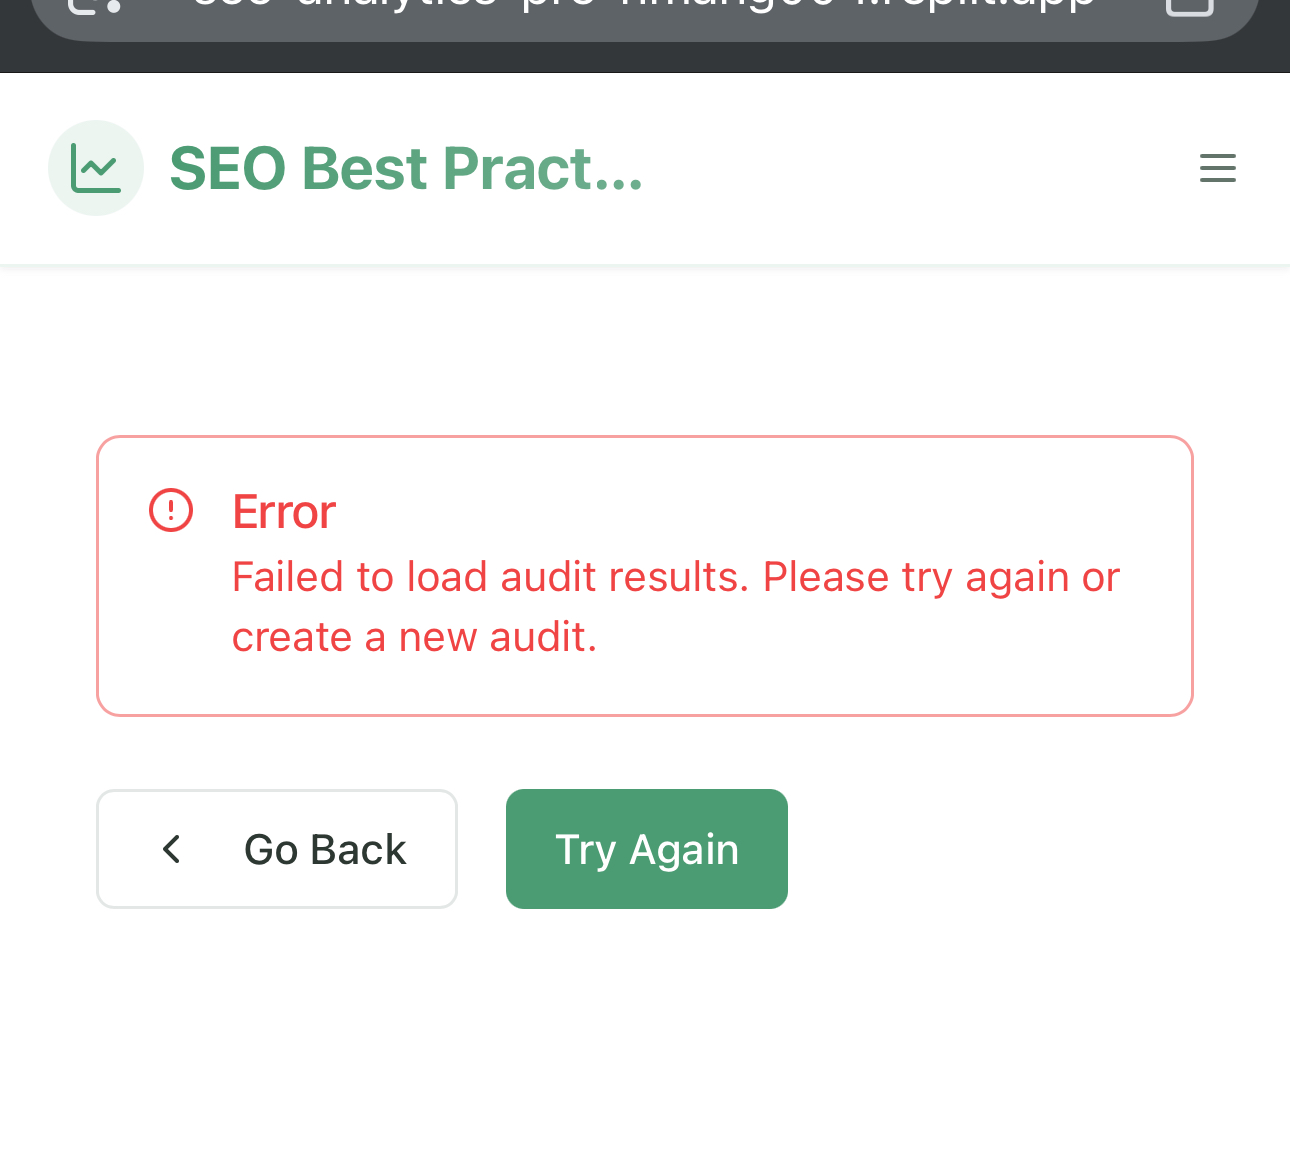 SEO Best Pract...
Error
Failed to load audit results. Please try again or
create a new audit.
Go Back
Try Again